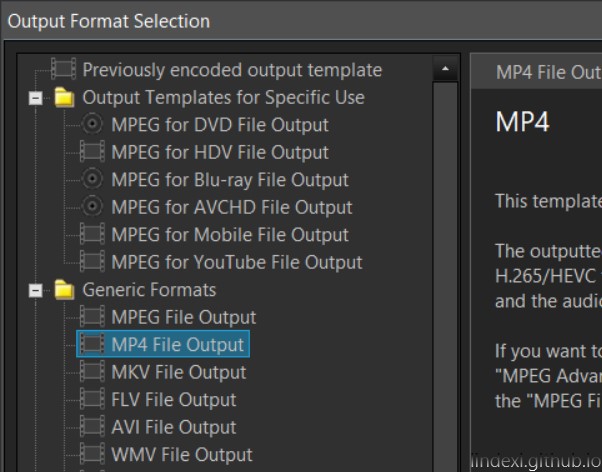 Output Format Selection
Previously encoded output template
Output Templates for Specific Use
MPEG for DVD File Output
MPEG for HDV File Output
MPEG for Blu-ray File Output
MPEG for AVCHD File Output
MPEG for Mobile File Output
MPEG for YouTube File Output
Generic Formats
MPEG File Output
MP4 File Output
MKV File Output
FLV File Output
AVI File Output
WMV File Output
MP4 File Out
MP4
This template
The outputte
H.265/HEVC
and the audio
If you want to
"MPEG Advan
the "MPEG Fi
lindexi.github.io